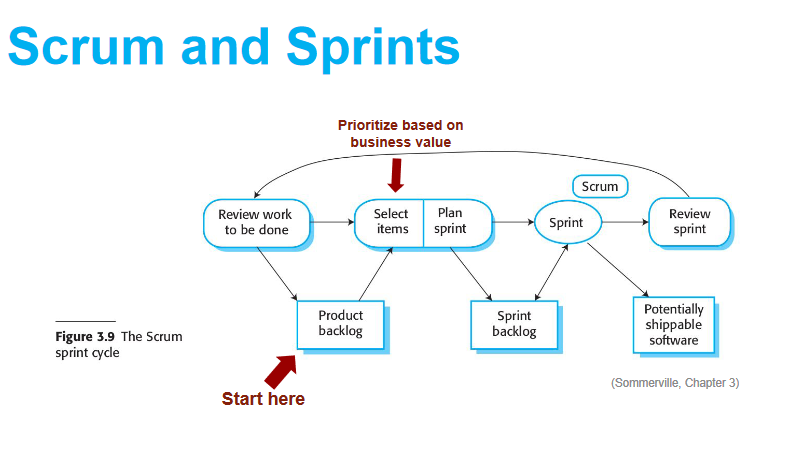 Scrum and Sprints
Prioritize based on
business value
Scrum
Review work
to be done
Select
items
Plan
sprint
Sprint
Review
sprint
Product
backlog
Sprint
backlog
Potentially
shippable
software
Figure 3.9 The Scrum
sprint cycle
Start here
(Sommerville, Chapter 3)